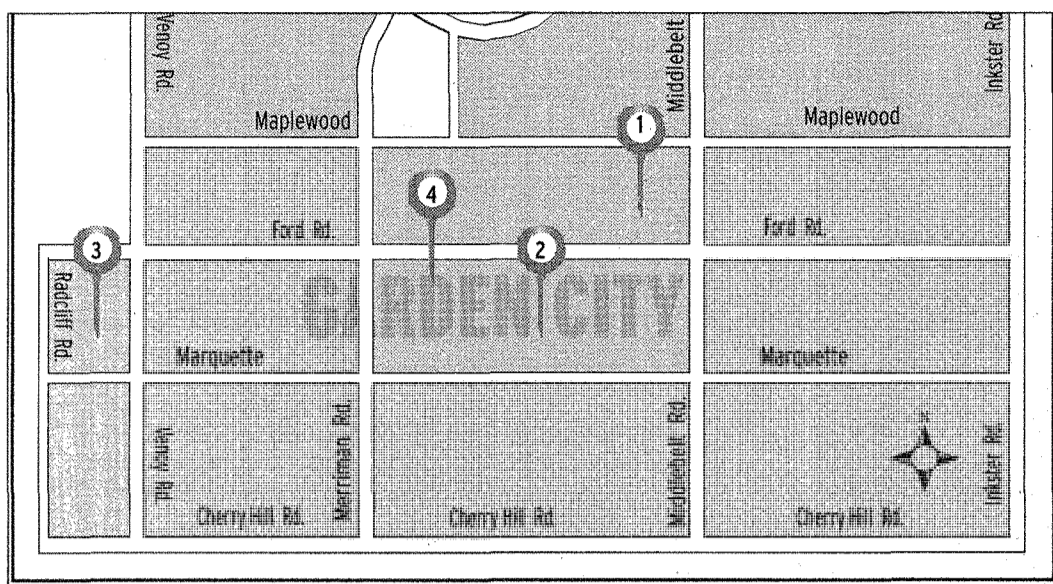 Venoy Rd.
Middlebelt
Inkster Rd.
Maplewood
Maplewood
1
4
Ford Rd.
Ford Rd.
3
2
Radcliff Rd.
GARDEN CITY
Marquette
Marquette
Venoy Rd.
Merriman Rd.
Middlebelt Rd.
Inkster Rd.
Cherry Hill Rd.
Cherry Hill Rd.
Cherry Hill Rd.